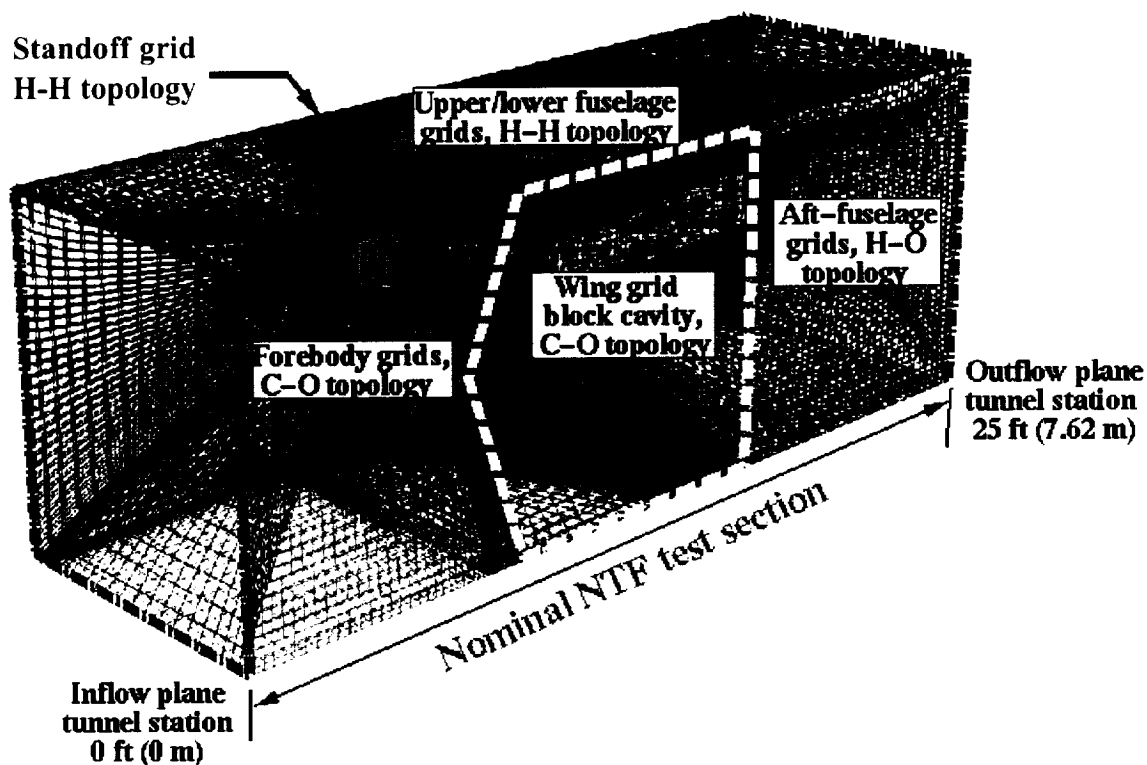 Standoff grid
H-H topology
Upper/lower fuselage
grids, H-H topology
Aft-fuselage
grids, H-O
topology
Wing grid
block cavity,
C-O topology
Forebody grids,
C-O topology
Outflow plane
tunnel station
25 ft (7.62 m)
Nominal NTF test section
Inflow plane
tunnel station
0 ft (0 m)